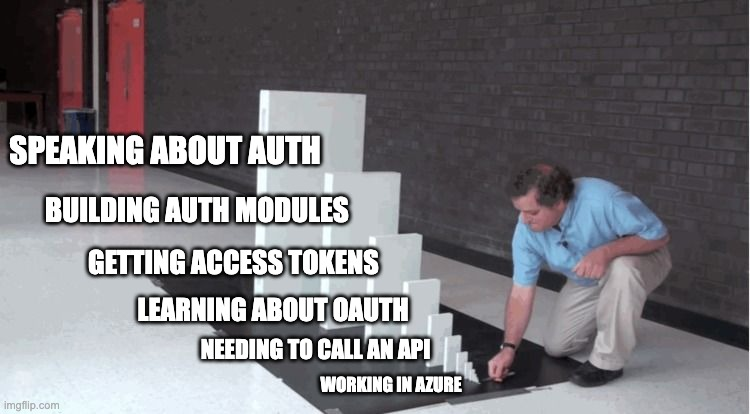 SPEAKING ABOUT AUTH
BUILDING AUTH MODULES
GETTING ACCESS TOKENS
LEARNING ABOUT OAUTH
NEEDING TO CALL AN API
WORKING IN AZURE
imgflip.com